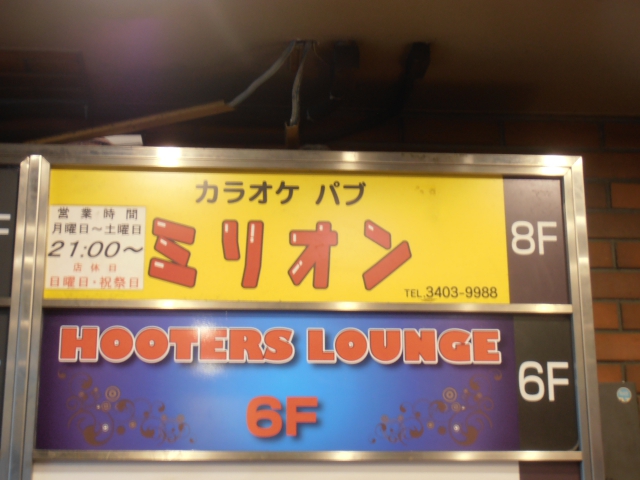 カラオケ パブ
営業時間
月曜日～土曜日
21:00～
店休日
日曜日・祝祭日
ミリオン
TEL.3403-9988
8F
HOOTERS LOUNGE
6F
6F